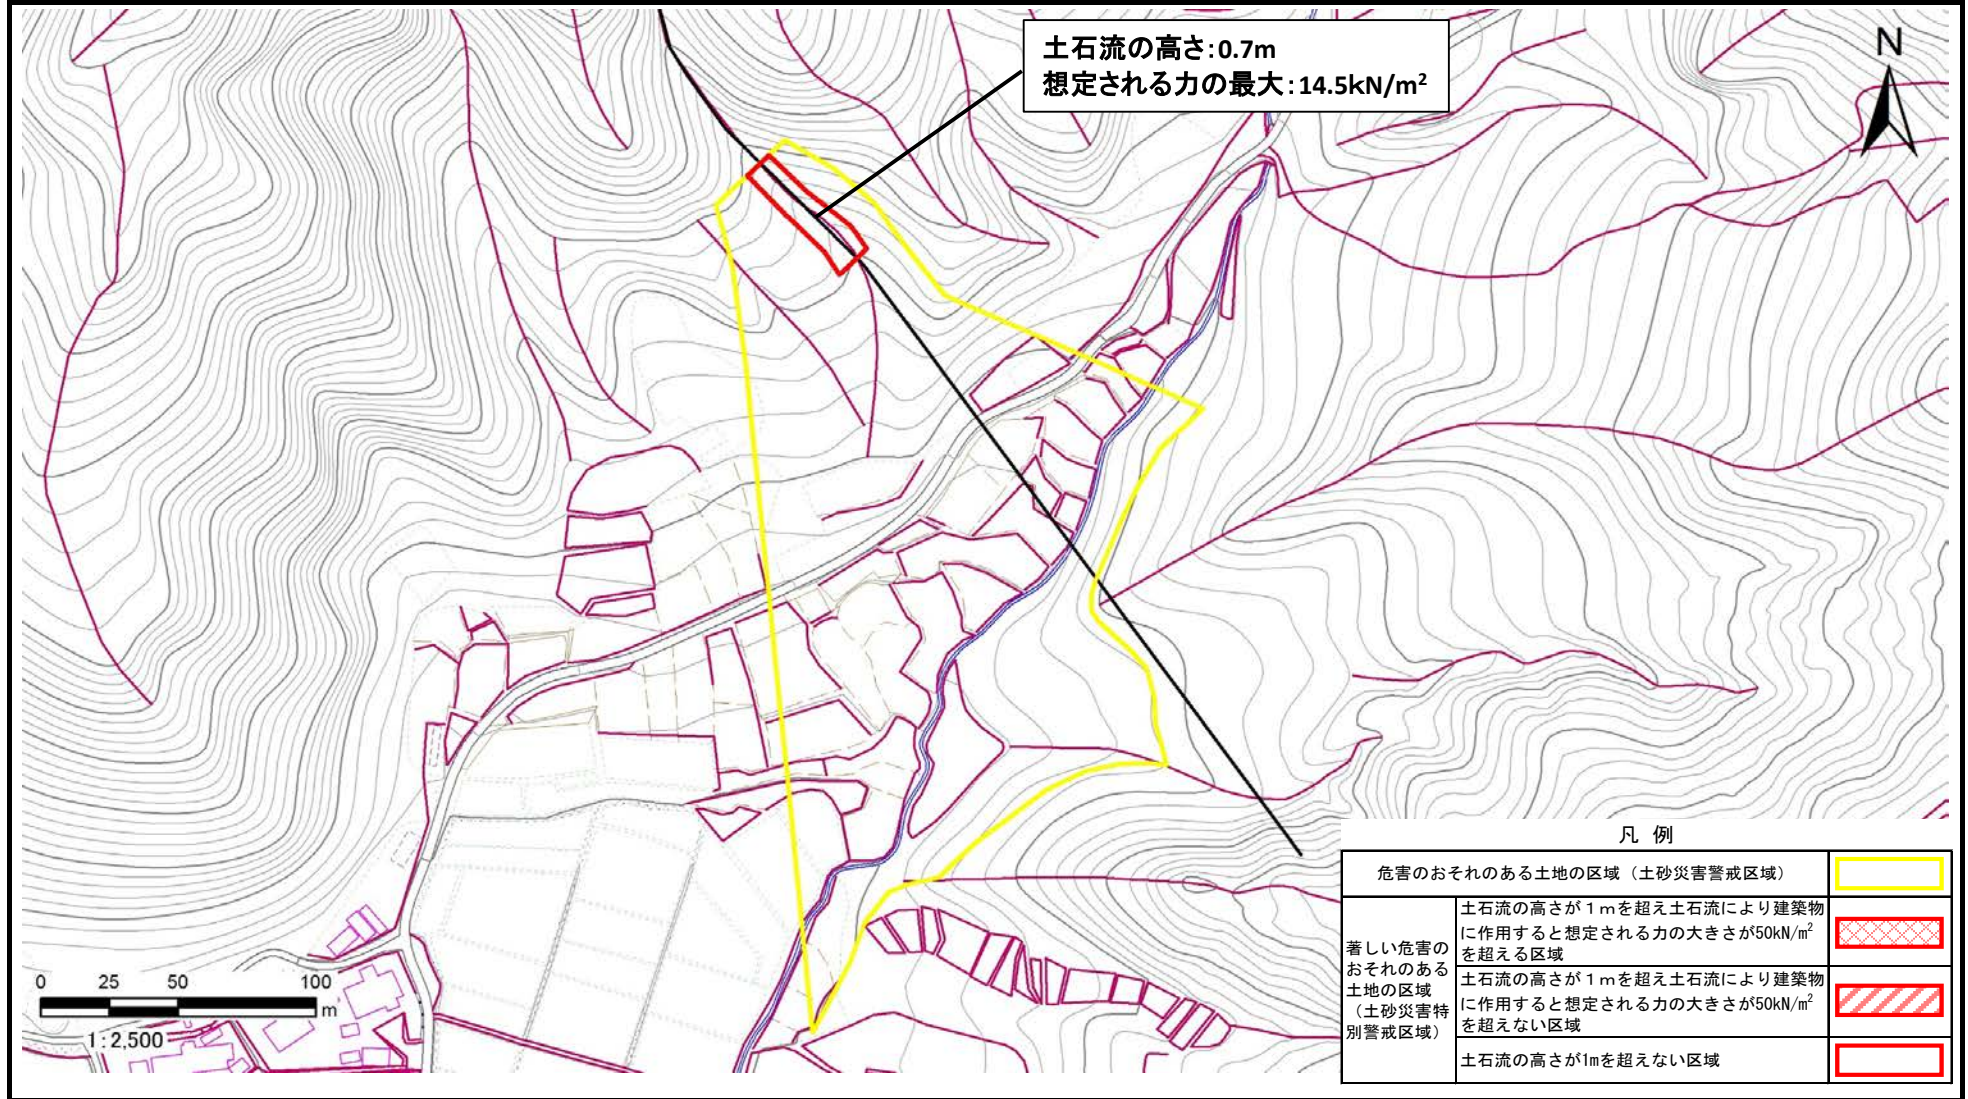 土石流の高さ:0.7m
想定される力の最大:14.5kN/m²
N
凡 例
危害のおそれのある土地の区域（土砂災害警戒区域）
著しい危害の
おそれのある
土地の区域
（土砂災害特
別警戒区域）
土石流の高さが１ｍを超え土石流により建築物
に作用すると想定される力の大きさが50kN/m²
を超える区域
土石流の高さが１ｍを超え土石流により建築物
に作用すると想定される力の大きさが50kN/m²
を超えない区域
土石流の高さが1mを超えない区域
0 25 50 100
m
1:2,500